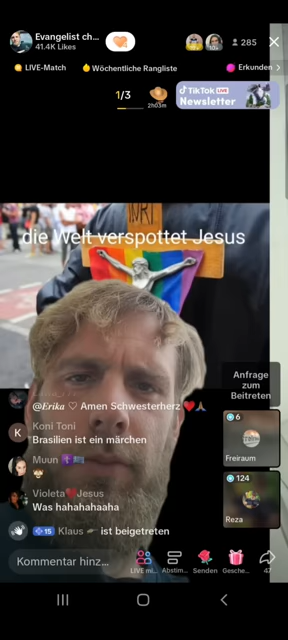 Evangelist ch...
41.4K Likes
285
LIVE-Match
Wöchentliche Rangliste
Erkunden >
1/3
2h03m
TikTok LIVE
Newsletter
INRI
die Welt verspottet Jesus
Anfrage
zum
Beitreten
@Erika ♡ Amen Schwesterherz ❤️🙏
K
Koni Toni
Brasilien ist ein märchen
6
Freiraum
Muun
Violeta❤️Jesus
Was hahahahaaha
124
Reza
15 Klaus ist beigetreten
Kommentar hinz...
LIVE mi...
Abstim...
Senden
Gesche...
47